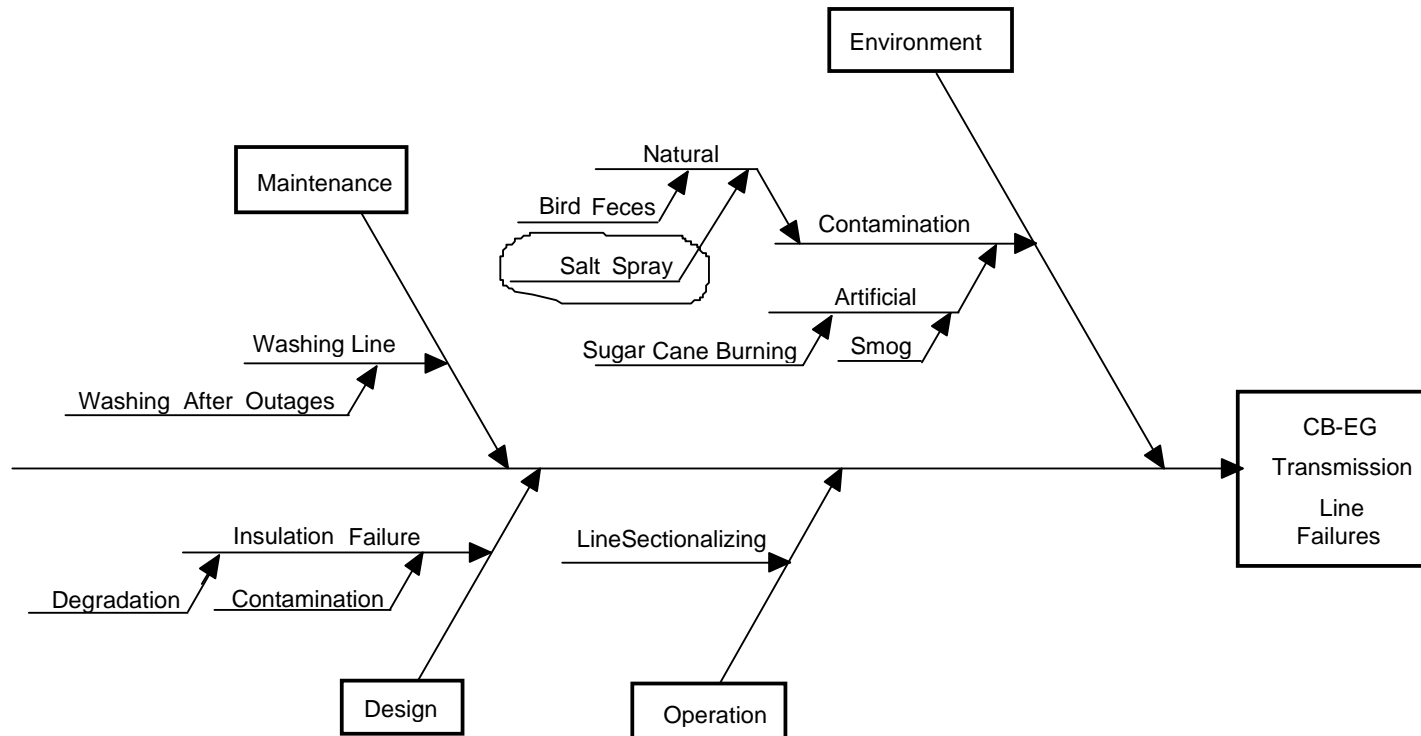 Environment
Natural
Maintenance
Bird Feces
Contamination
Salt Spray
Artificial
Washing Line
Sugar Cane Burning
Smog
Washing After Outages
CB-EG
Transmission
Line
Failures
Insulation Failure
LineSectionalizing
Degradation
Contamination
Design
Operation